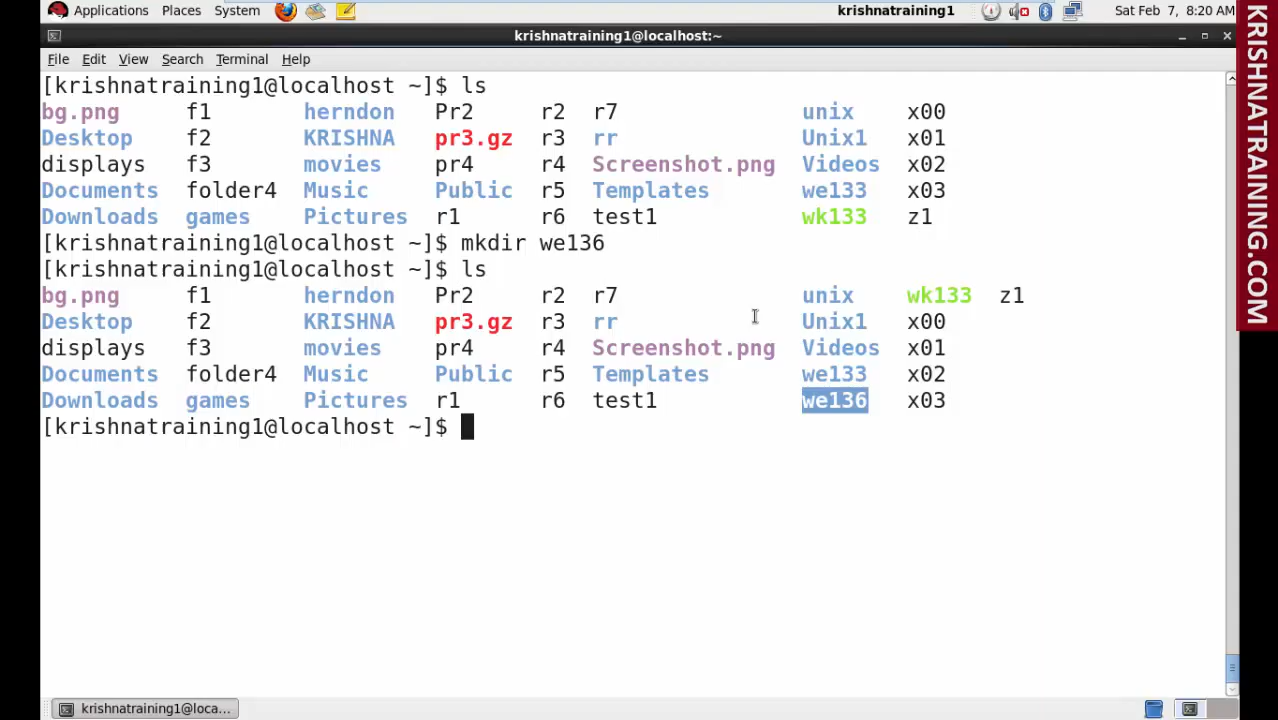 Applications Places System krishnatraining1 Sat Feb 7, 8:20 AM
krishnatraining1@localhost:~
File Edit View Search Terminal Help
[krishnatraining1@localhost ~]$ ls
bg.png f1 herndon Pr2 r2 r7 unix x00
Desktop f2 KRISHNA pr3.gz r3 rr Unix1 x01
displays f3 movies pr4 r4 Screenshot.png Videos x02
Documents folder4 Music Public r5 Templates we133 x03
Downloads games Pictures r1 r6 test1 wk133 z1
[krishnatraining1@localhost ~]$ mkdir we136
[krishnatraining1@localhost ~]$ ls
bg.png f1 herndon Pr2 r2 r7 unix wk133 z1
Desktop f2 KRISHNA pr3.gz r3 rr Unix1 x00
displays f3 movies pr4 r4 Screenshot.png Videos x01
Documents folder4 Music Public r5 Templates we133 x02
Downloads games Pictures r1 r6 test1 we136 x03
[krishnatraining1@localhost ~]$
krishnatraining1@loca...
KRISHNATRAINING.COM